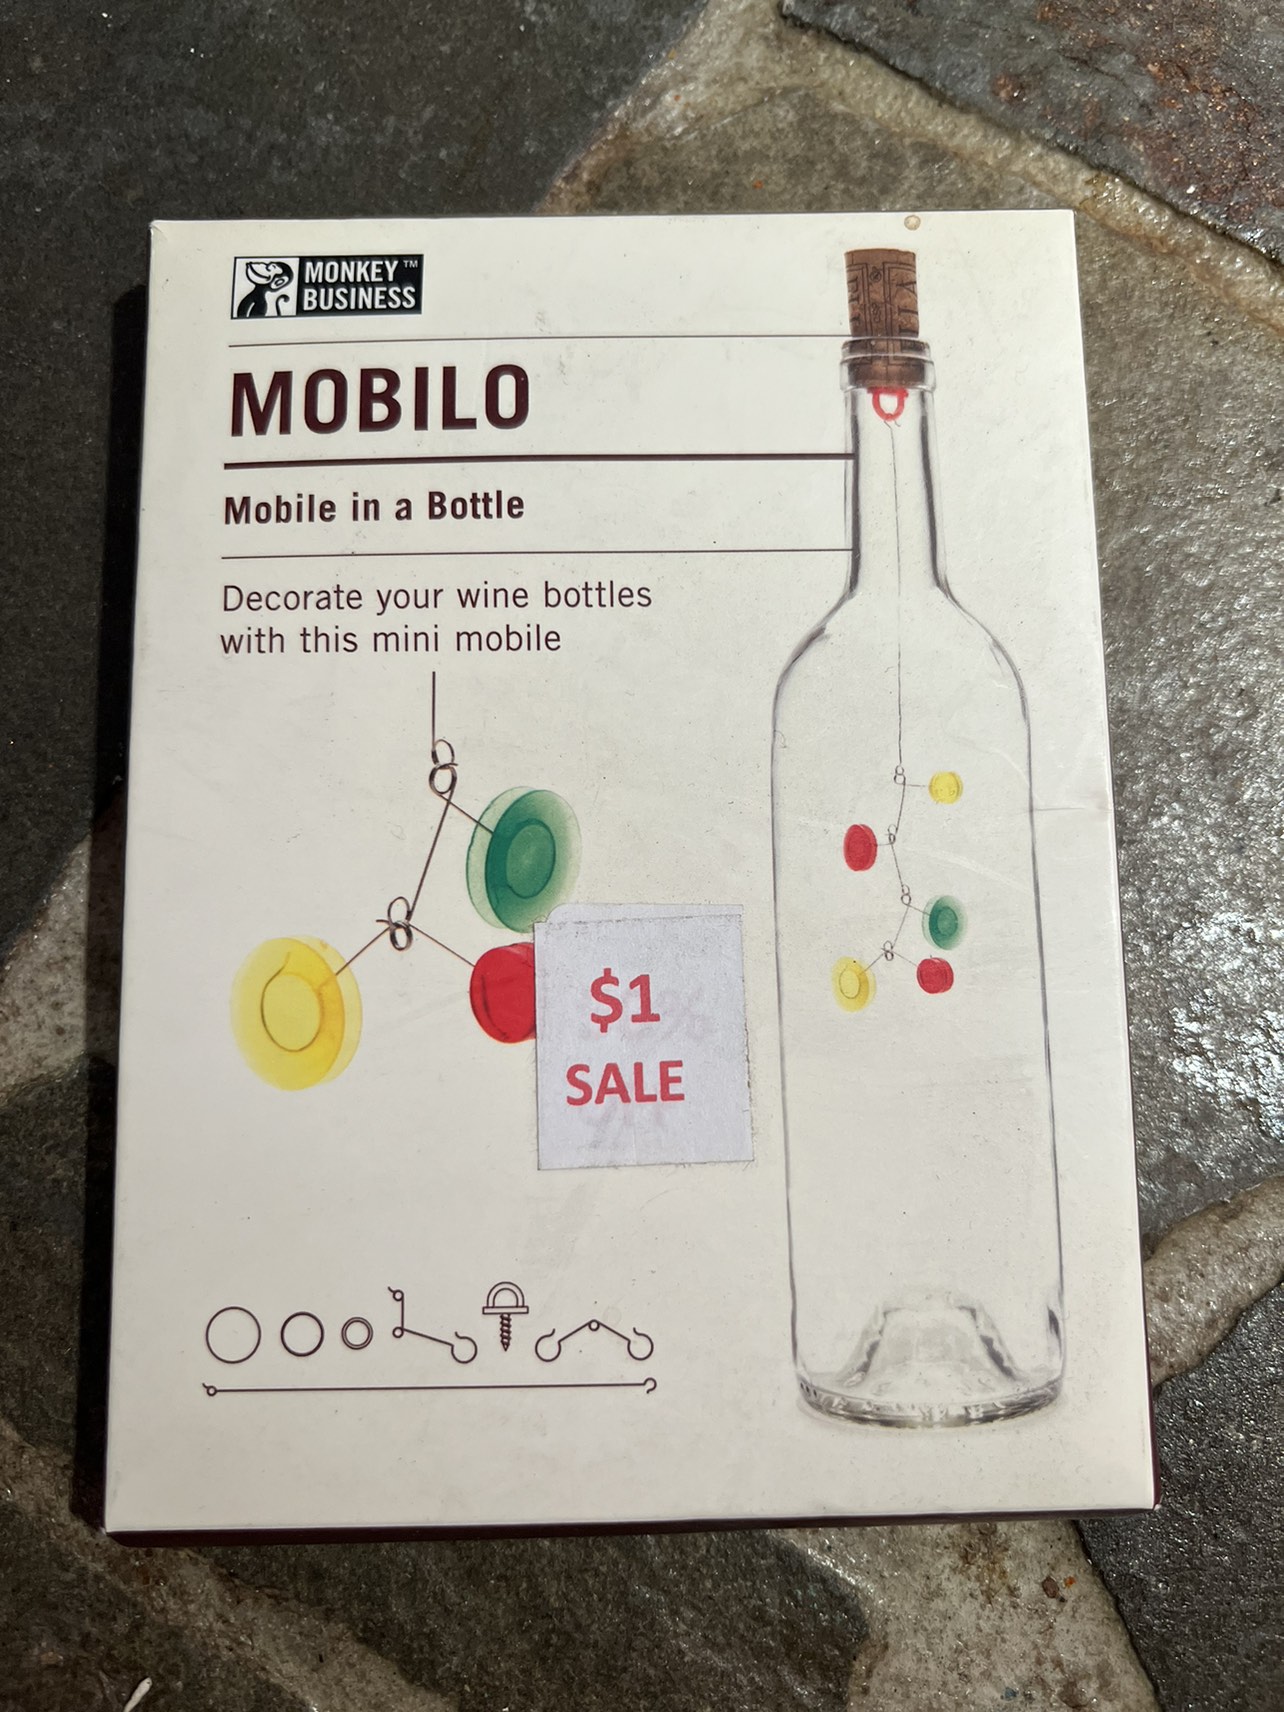 MONKEY™
BUSINESS
MOBILO
Mobile in a Bottle
Decorate your wine bottles
with this mini mobile
$1
SALE